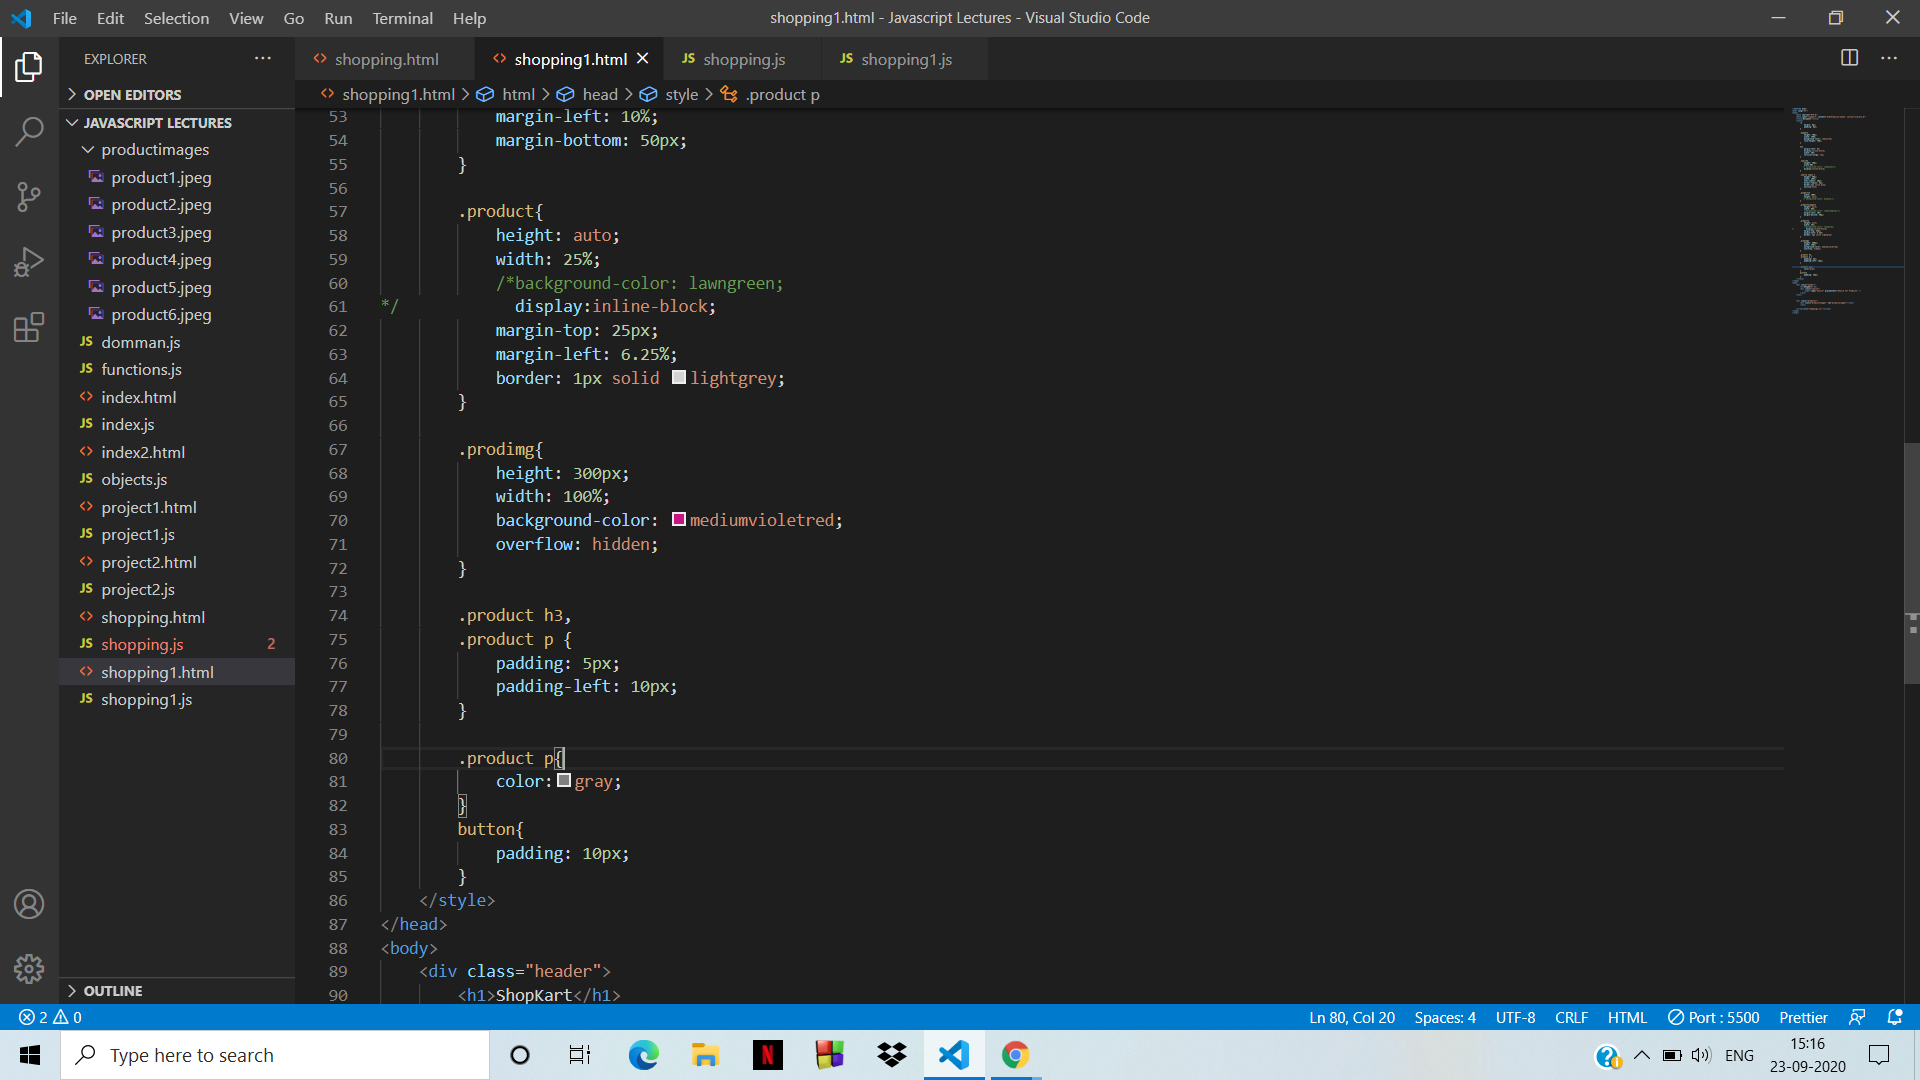 File Edit Selection View Go Run Terminal Help
shopping1.html - Javascript Lectures - Visual Studio Code
EXPLORER
OPEN EDITORS
JAVASCRIPT LECTURES
productimages
product1.jpeg
product2.jpeg
product3.jpeg
product4.jpeg
product5.jpeg
product6.jpeg
JS domman.js
JS functions.js
<> index.html
JS index.js
<> index2.html
JS objects.js
<> project1.html
JS project1.js
<> project2.html
JS project2.js
<> shopping.html
JS shopping.js 2
<> shopping1.html
JS shopping1.js
OUTLINE
<> shopping.html <> shopping1.html JS shopping.js JS shopping1.js
<> shopping1.html > html > head > style > .product p
53 margin-left: 10%;
54 margin-bottom: 50px;
55 }
56
57 .product{
58 height: auto;
59 width: 25%;
60 /*background-color: lawngreen;
61 */ display:inline-block;
62 margin-top: 25px;
63 margin-left: 6.25%;
64 border: 1px solid lightgrey;
65 }
66
67 .prodimg{
68 height: 300px;
69 width: 100%;
70 background-color: mediumvioletred;
71 overflow: hidden;
72 }
73
74 .product h3,
75 .product p {
76 padding: 5px;
77 padding-left: 10px;
78 }
79
80 .product p{
81 color: gray;
82 }
83 button{
84 padding: 10px;
85 }
86 </style>
87 </head>
88 <body>
89 <div class="header">
90 <h1>ShopKart</h1>
2 0 Ln 80, Col 20 Spaces: 4 UTF-8 CRLF HTML Port : 5500 Prettier
Type here to search
N
ENG
15:16
23-09-2020